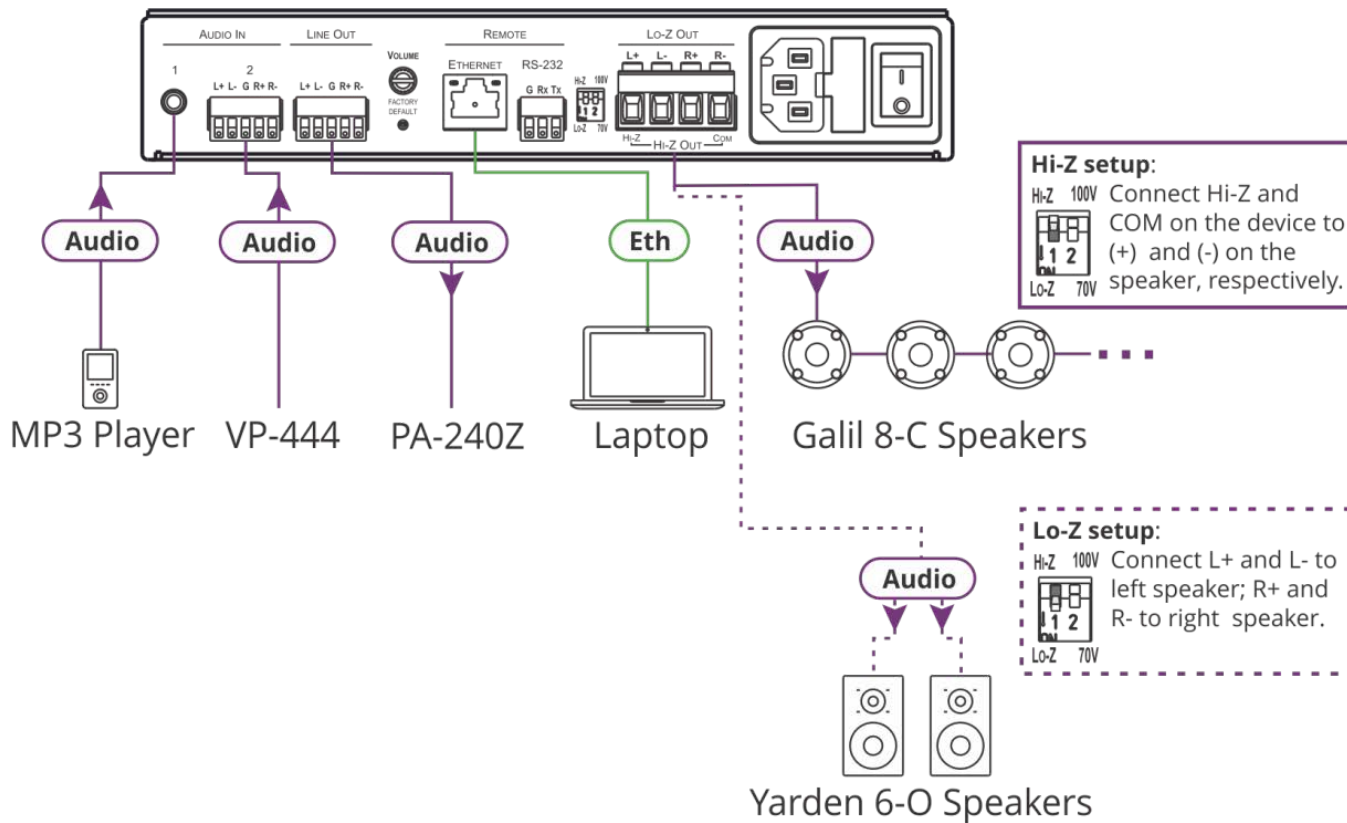 AUDIO IN
LINE OUT
REMOTE
LO-Z OUT
1
2
L+ L- G R+ R-
L+ L- G R+ R-
VOLUME
FACTORY
DEFAULT
ETHERNET
RS-232
G Rx Tx
HI-Z 100V
1 2
LO-Z 70V
L+ L- R+ R-
HI-Z
HI-Z OUT
COM
Audio
Audio
Audio
Eth
Audio
MP3 Player
VP-444
PA-240Z
Laptop
Galil 8-C Speakers
Hi-Z setup:
HI-Z 100V
1 2
ON
LO-Z 70V
Connect Hi-Z and
COM on the device to
(+) and (-) on the
speaker, respectively.
Lo-Z setup:
HI-Z 100V
1 2
ON
LO-Z 70V
Connect L+ and L- to
left speaker; R+ and
R- to right speaker.
Audio
Yarden 6-O Speakers